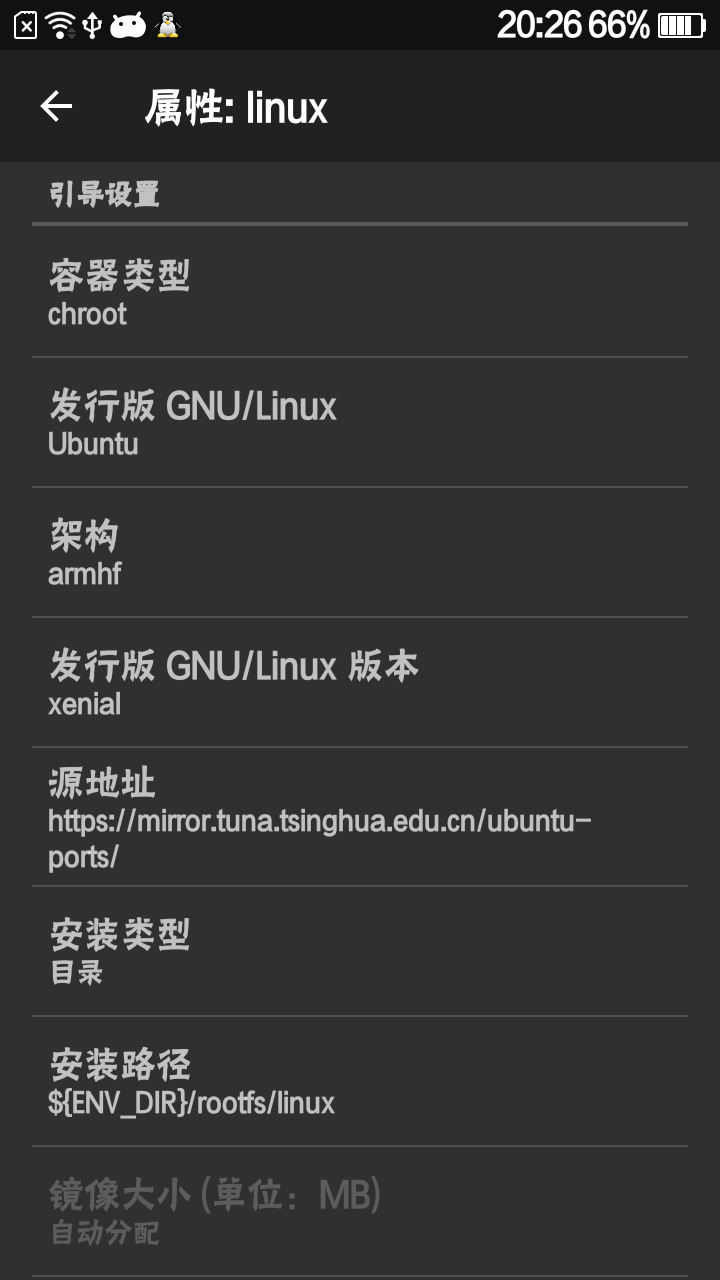 20:26 66%
属性: linux
引导设置
容器类型
chroot
发行版 GNU/Linux
Ubuntu
架构
armhf
发行版 GNU/Linux 版本
xenial
源地址
https://mirror.tuna.tsinghua.edu.cn/ubuntu-
ports/
安装类型
目录
安装路径
${ENV_DIR}/rootfs/linux
镜像大小 (单位：MB)
自动分配